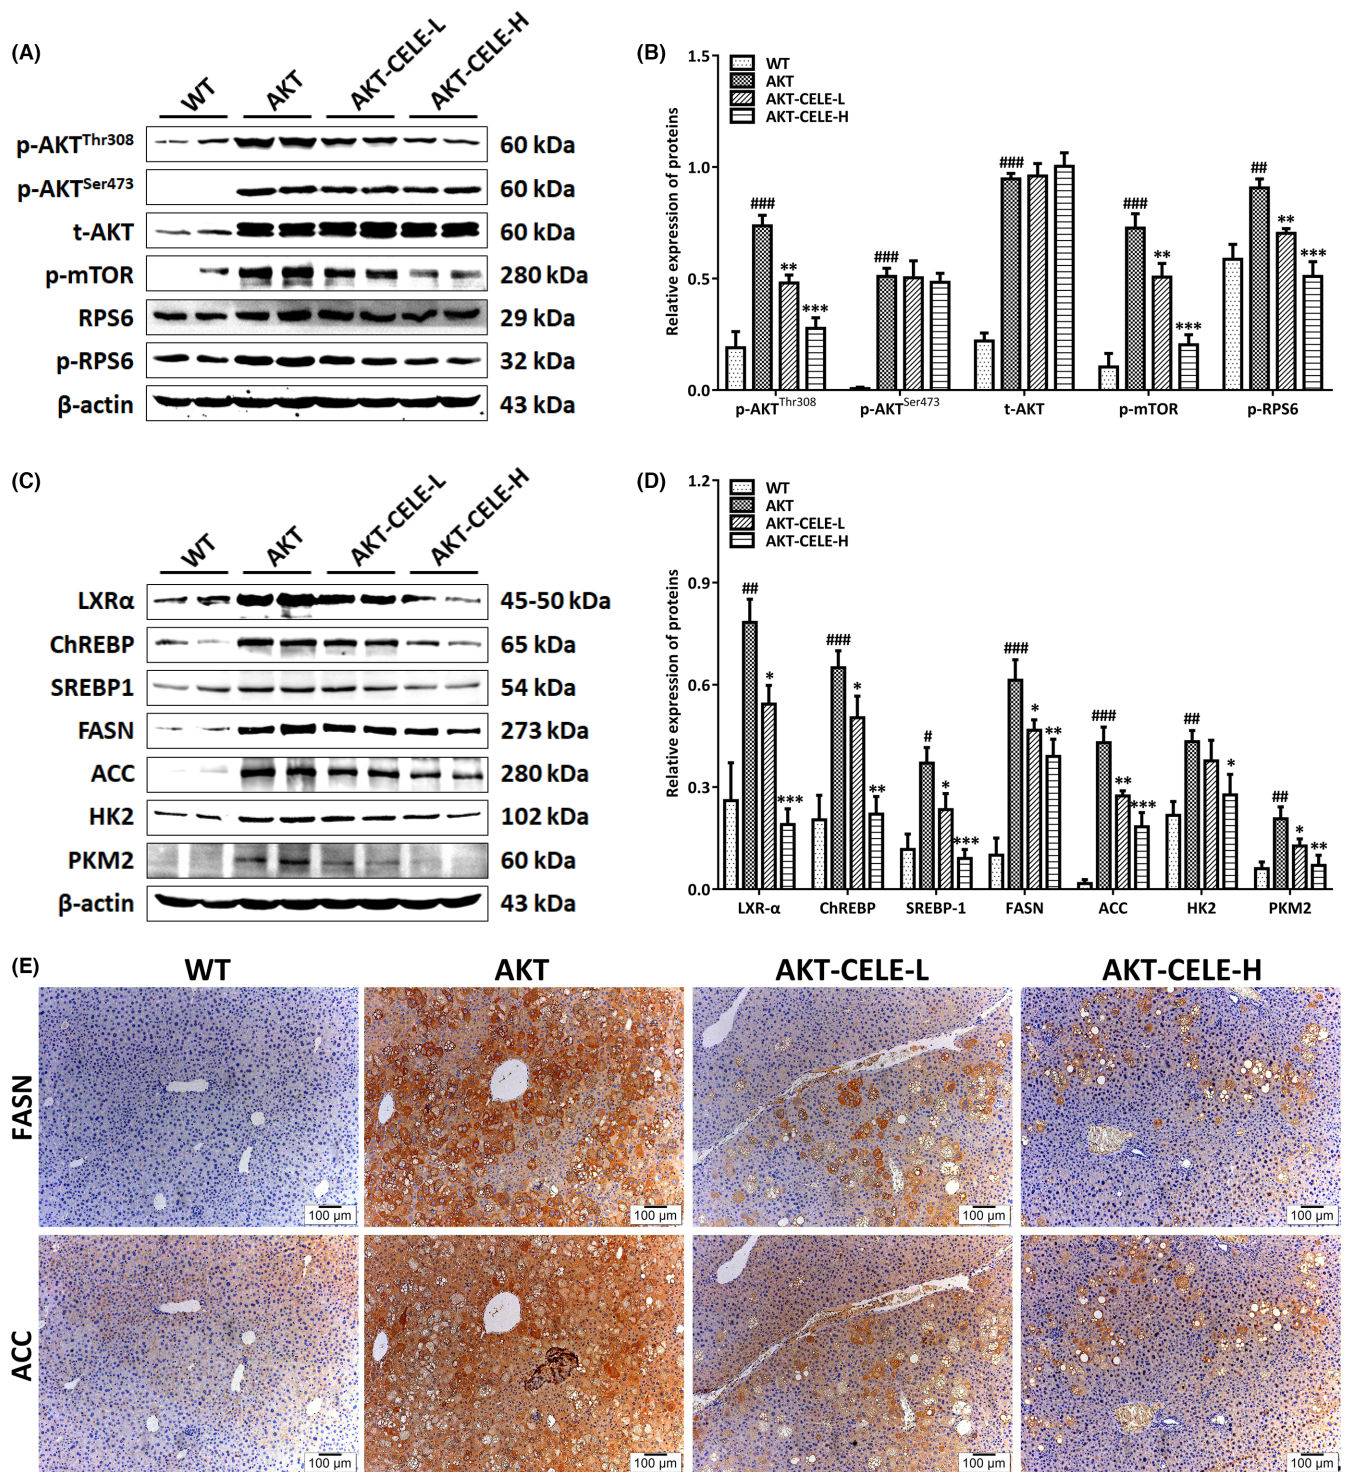 (A)
WT
AKT
AKT-CELE-L
AKT-CELE-H
p-AKTThr308 60 kDa
p-AKTSer473 60 kDa
t-AKT 60 kDa
p-mTOR 280 kDa
RPS6 29 kDa
p-RPS6 32 kDa
β-actin 43 kDa
(B)
WT
AKT
AKT-CELE-L
AKT-CELE-H
Relative expression of proteins
1.5
1.0
0.5
0.0
### ** ***
###
###
### ** ***
## ** ***
p-AKTThr308 p-AKTSer473 t-AKT p-mTOR p-RPS6
(C)
WT
AKT
AKT-CELE-L
AKT-CELE-H
LXRα 45-50 kDa
ChREBP 65 kDa
SREBP1 54 kDa
FASN 273 kDa
ACC 280 kDa
HK2 102 kDa
PKM2 60 kDa
β-actin 43 kDa
(D)
WT
AKT
AKT-CELE-L
AKT-CELE-H
Relative expression of proteins
1.2
0.9
0.6
0.3
0.0
## * ***
### * **
# * ***
### * **
### ** ***
## *
## * **
LXR-α ChREBP SREBP-1 FASN ACC HK2 PKM2
(E)
WT AKT AKT-CELE-L AKT-CELE-H
FASN
100 µm 100 µm 100 µm 100 µm
ACC
100 µm 100 µm 100 µm 100 µm